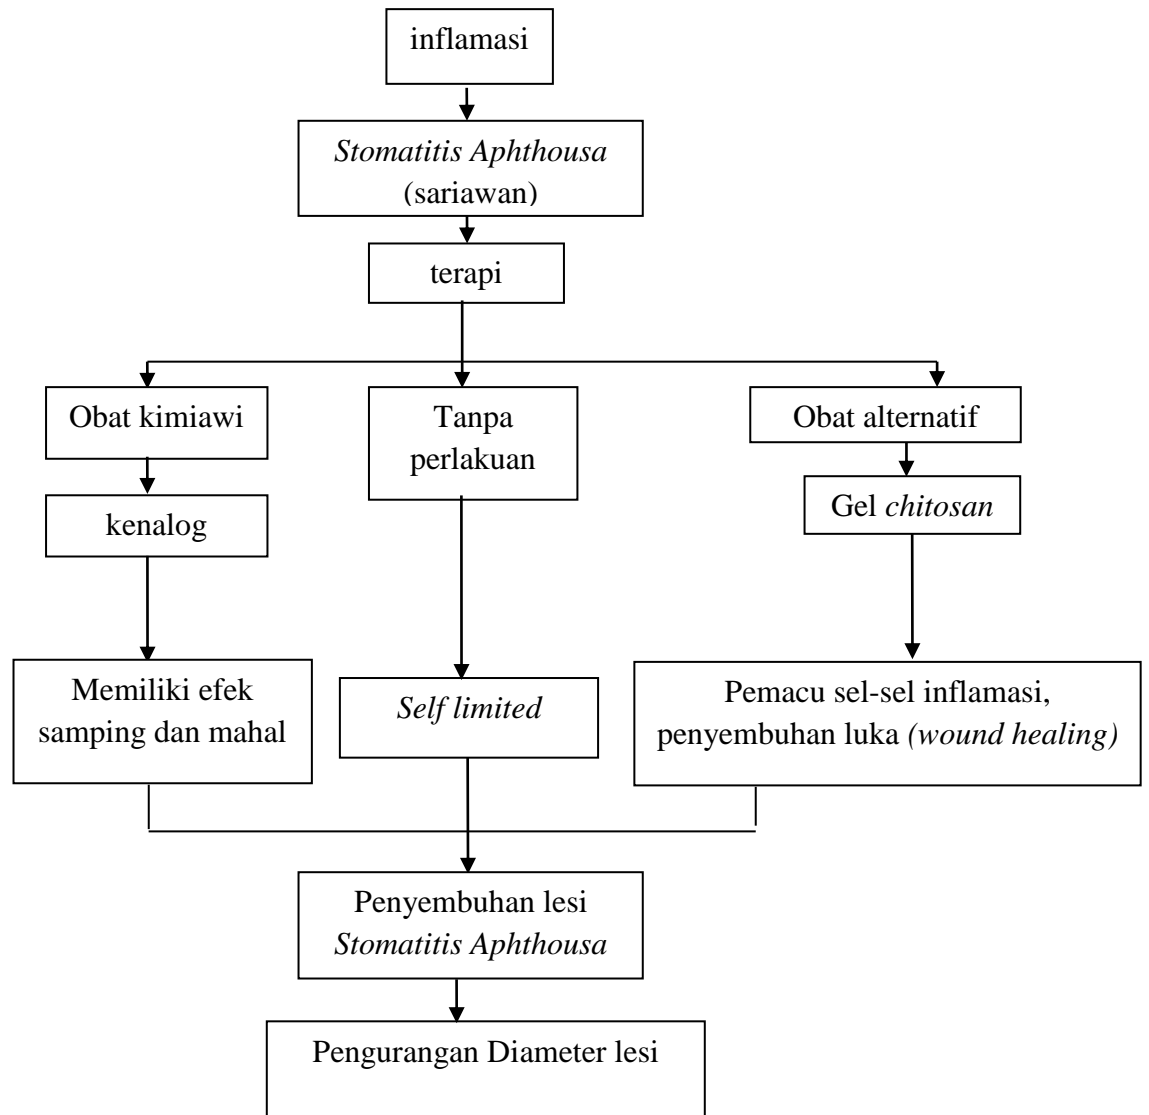 inflamasi
Stomatitis Aphthousa
(sariawan)
terapi
Obat kimiawi
Tanpa
perlakuan
Obat alternatif
kenalog
Gel chitosan
Memiliki efek
samping dan mahal
Self limited
Pemacu sel-sel inflamasi,
penyembuhan luka (wound healing)
Penyembuhan lesi
Stomatitis Aphthousa
Pengurangan Diameter lesi